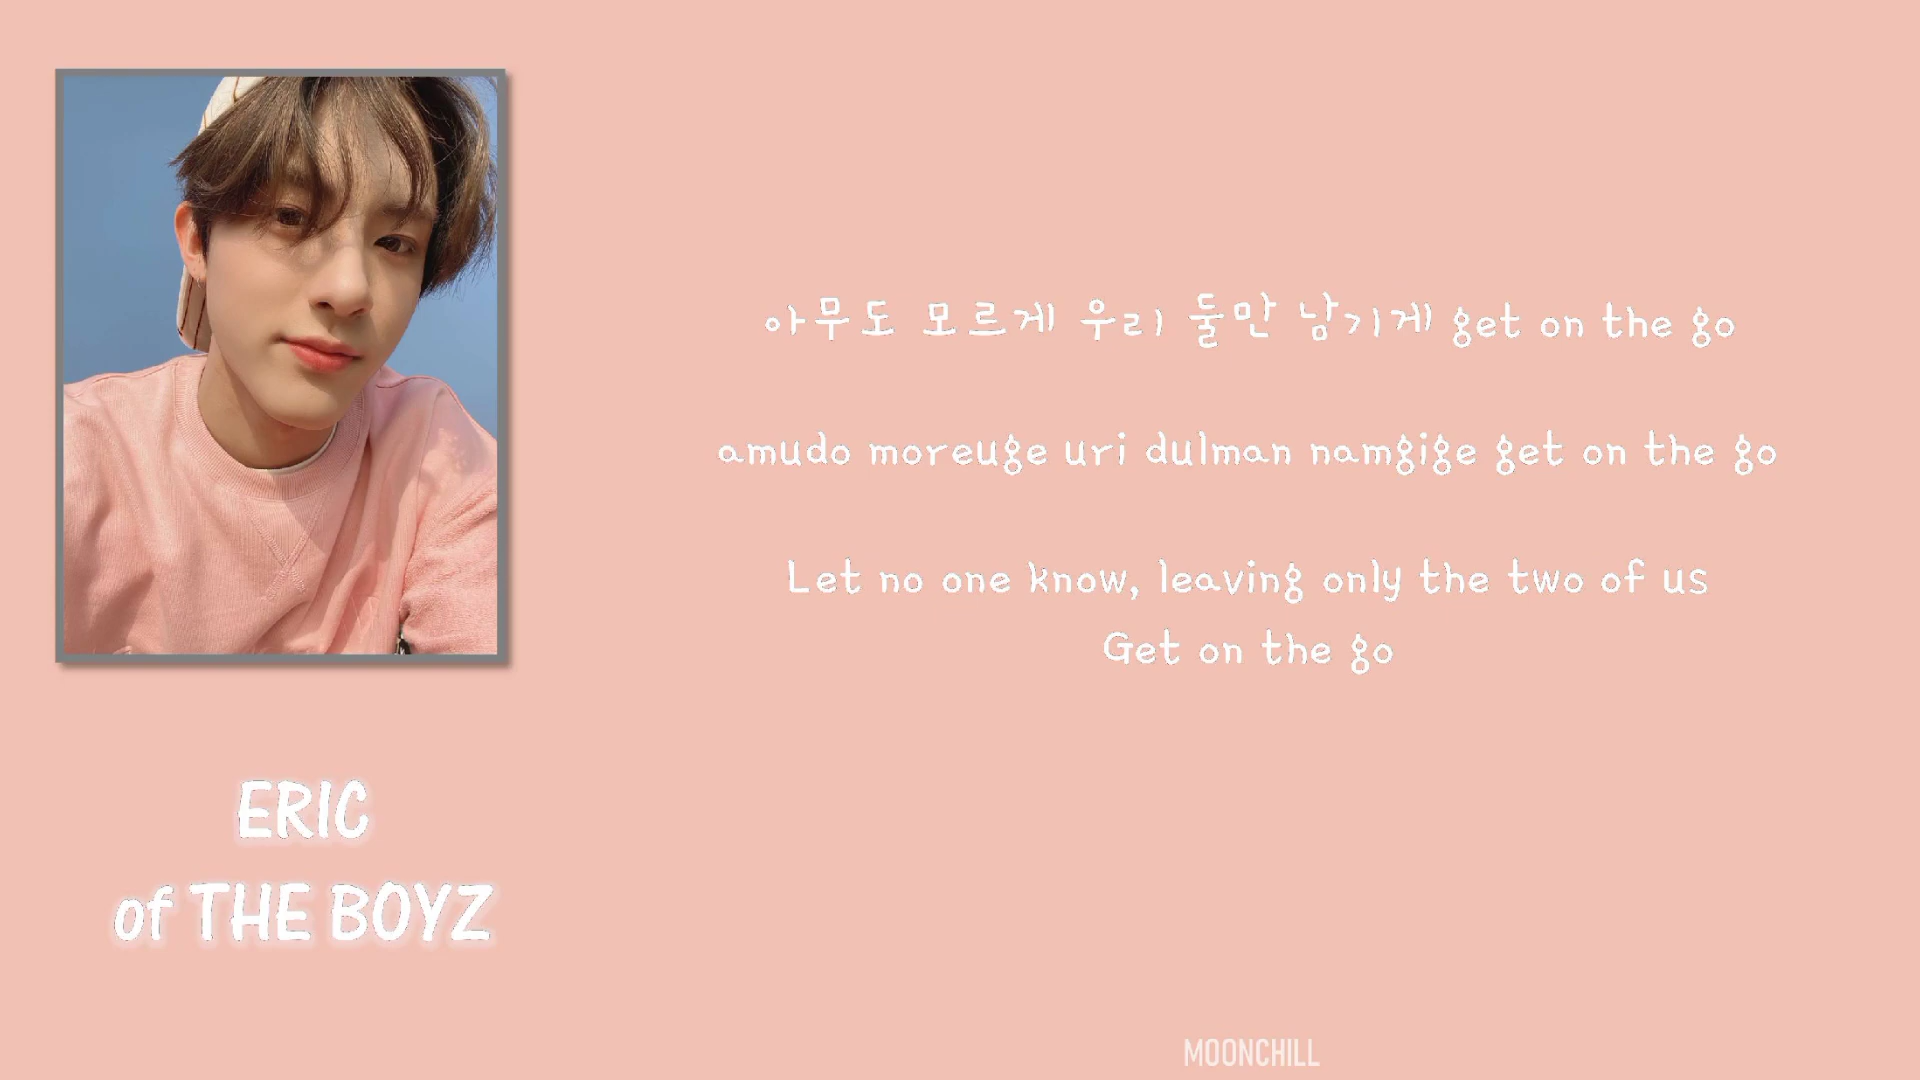 아무도 모르게 우리 둘만 남기게 get on the go
amudo moreuge uri dulman namgige get on the go
Let no one know, leaving only the two of us
Get on the go
ERIC
of THE BOYZ
MOONCHILL